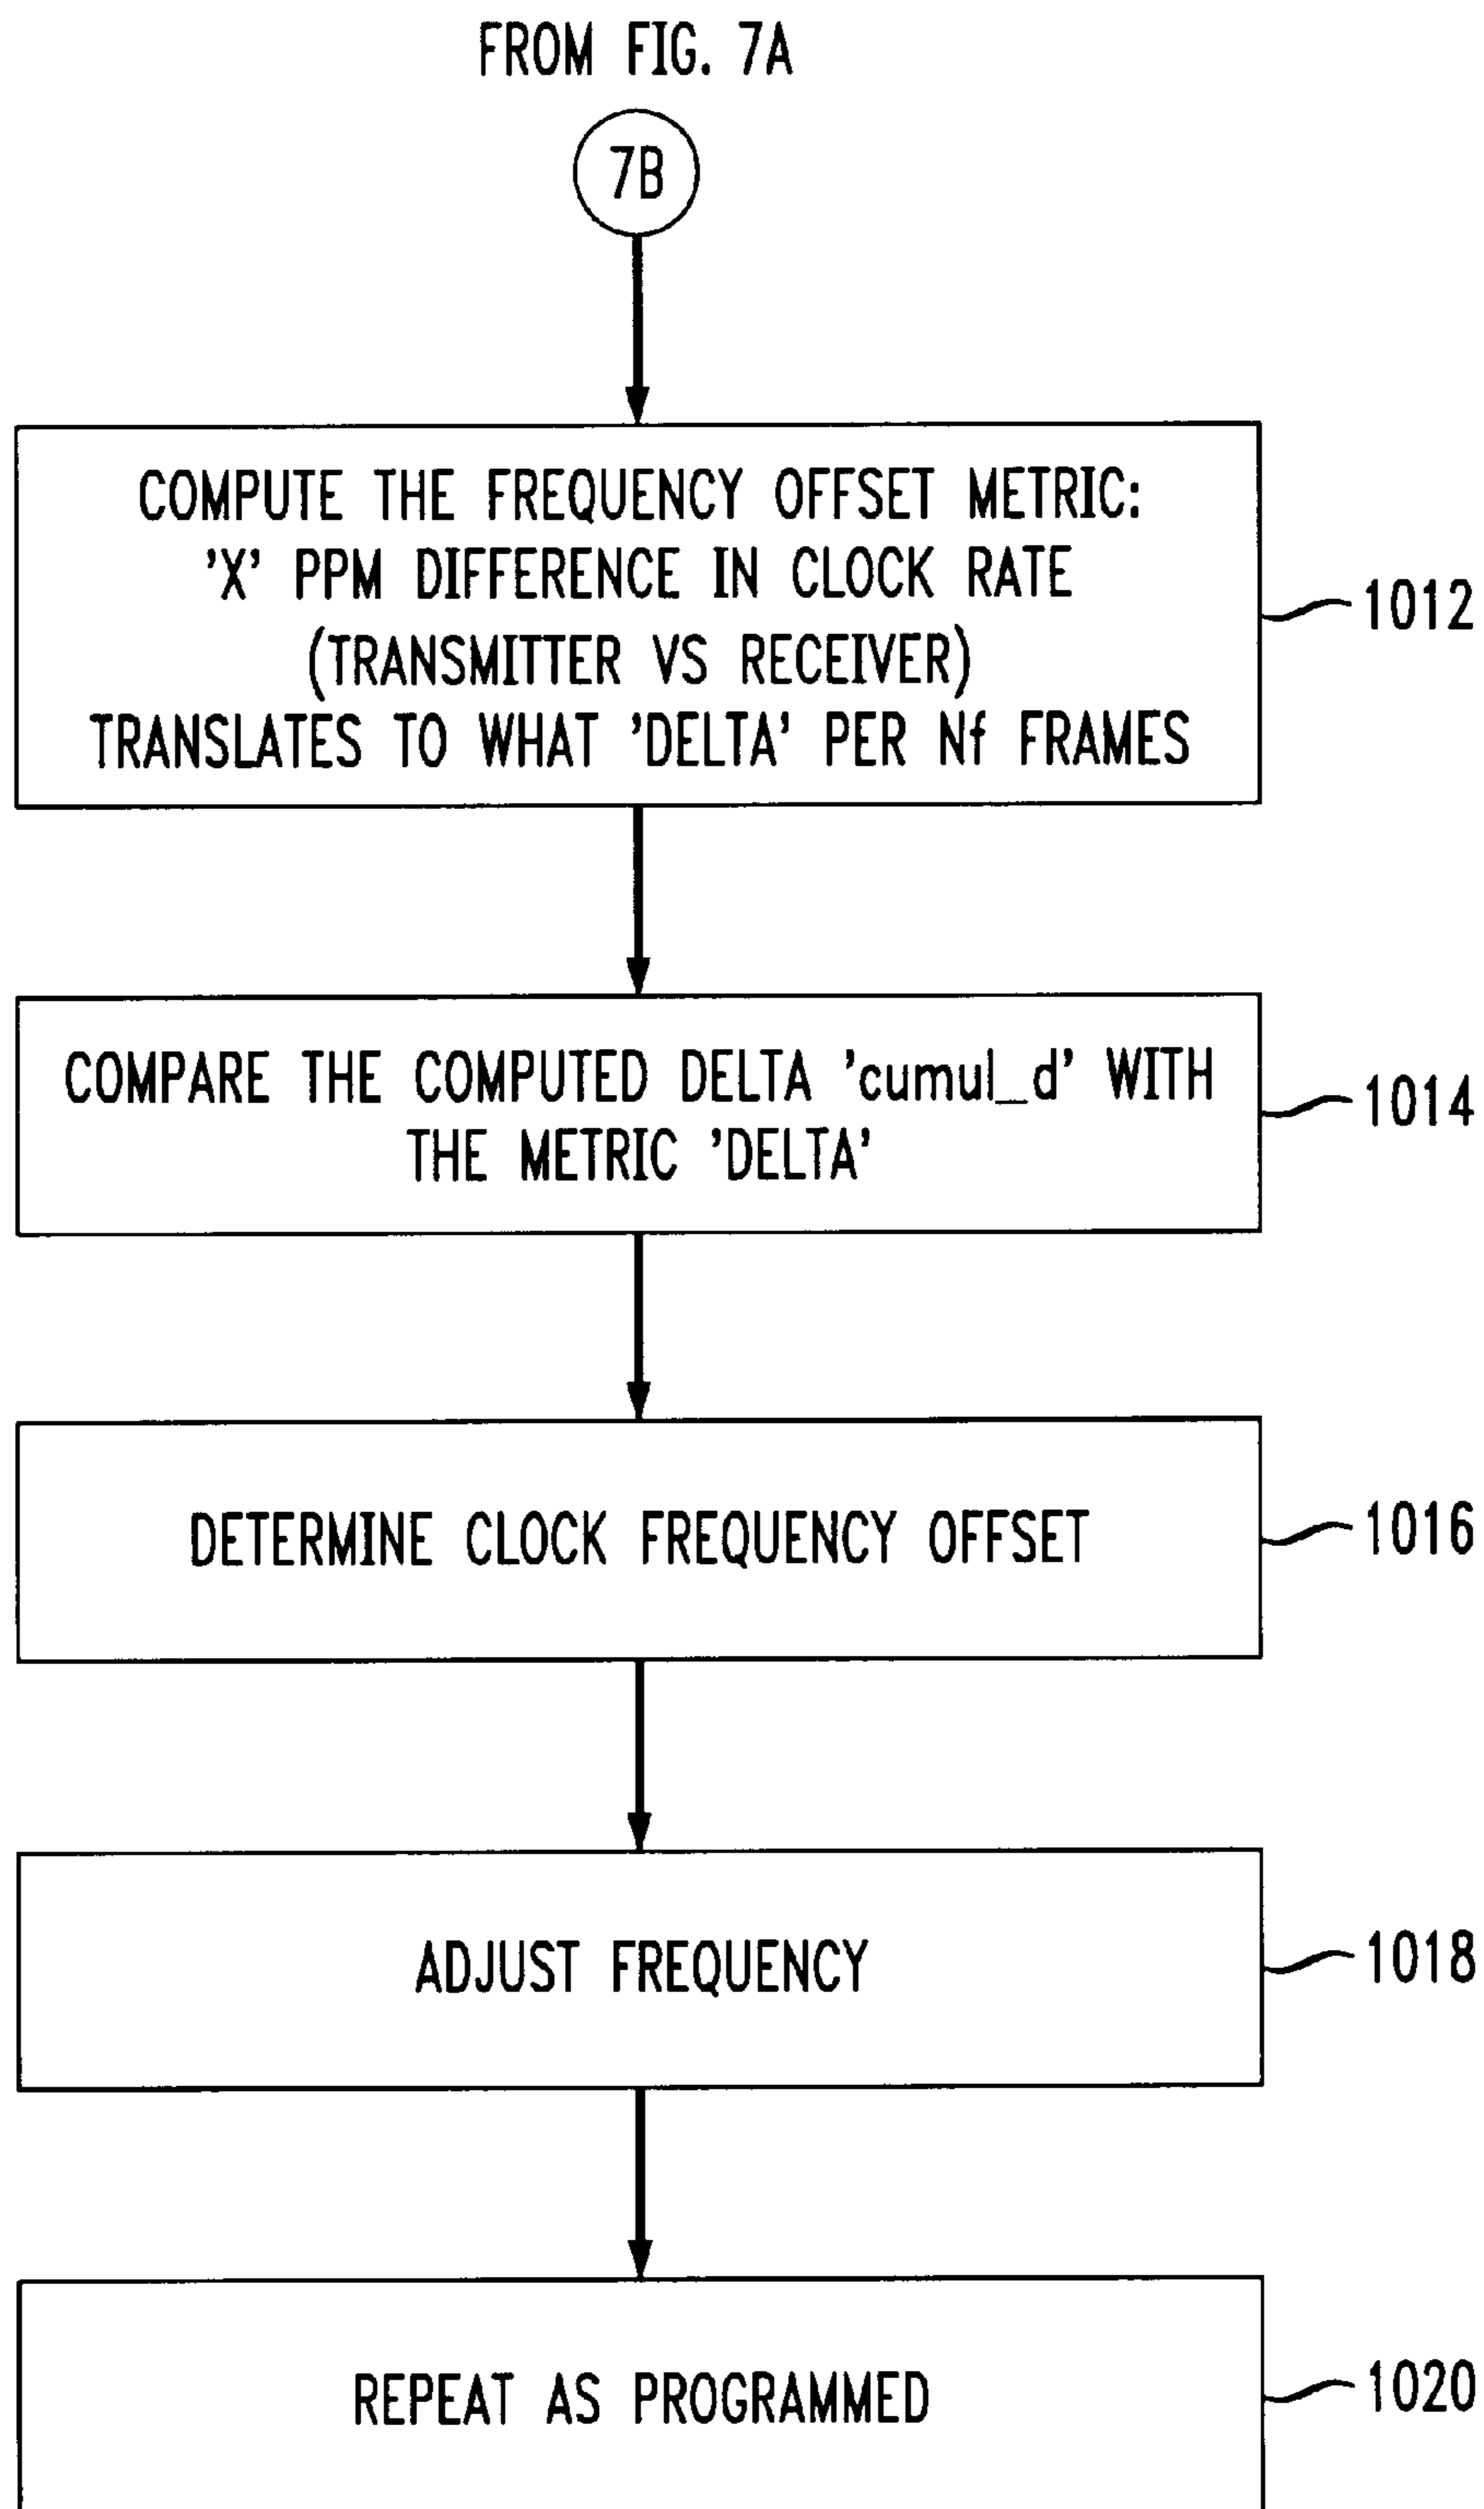 FROM FIG. 7A
7B
COMPUTE THE FREQUENCY OFFSET METRIC:
'X' PPM DIFFERENCE IN CLOCK RATE
(TRANSMITTER VS RECEIVER)
TRANSLATES TO WHAT 'DELTA' PER Nf FRAMES
1012
COMPARE THE COMPUTED DELTA 'cumul_d' WITH
THE METRIC 'DELTA'
1014
DETERMINE CLOCK FREQUENCY OFFSET
1016
ADJUST FREQUENCY
1018
REPEAT AS PROGRAMMED
1020